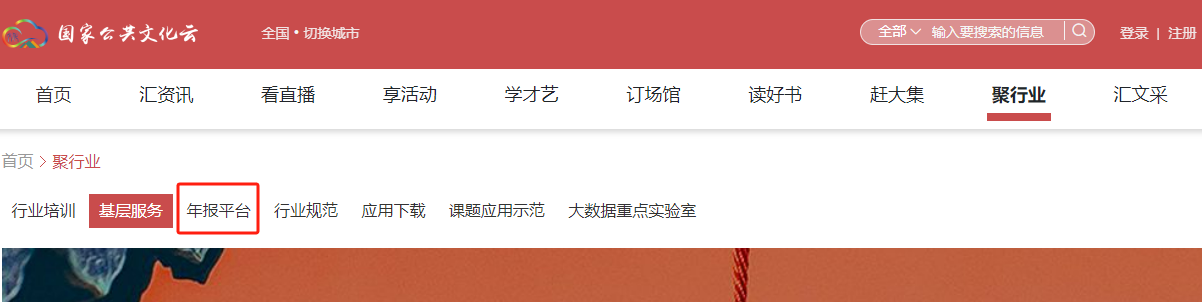 国家公共文化云 全国•切换城市 全部 输入要搜索的信息 登录 | 注册
首页 汇资讯 看直播 享活动 学才艺 订场馆 读好书 赶大集 聚行业 汇文采
首页 > 聚行业
行业培训 基层服务 年报平台 行业规范 应用下载 课题应用示范 大数据重点实验室